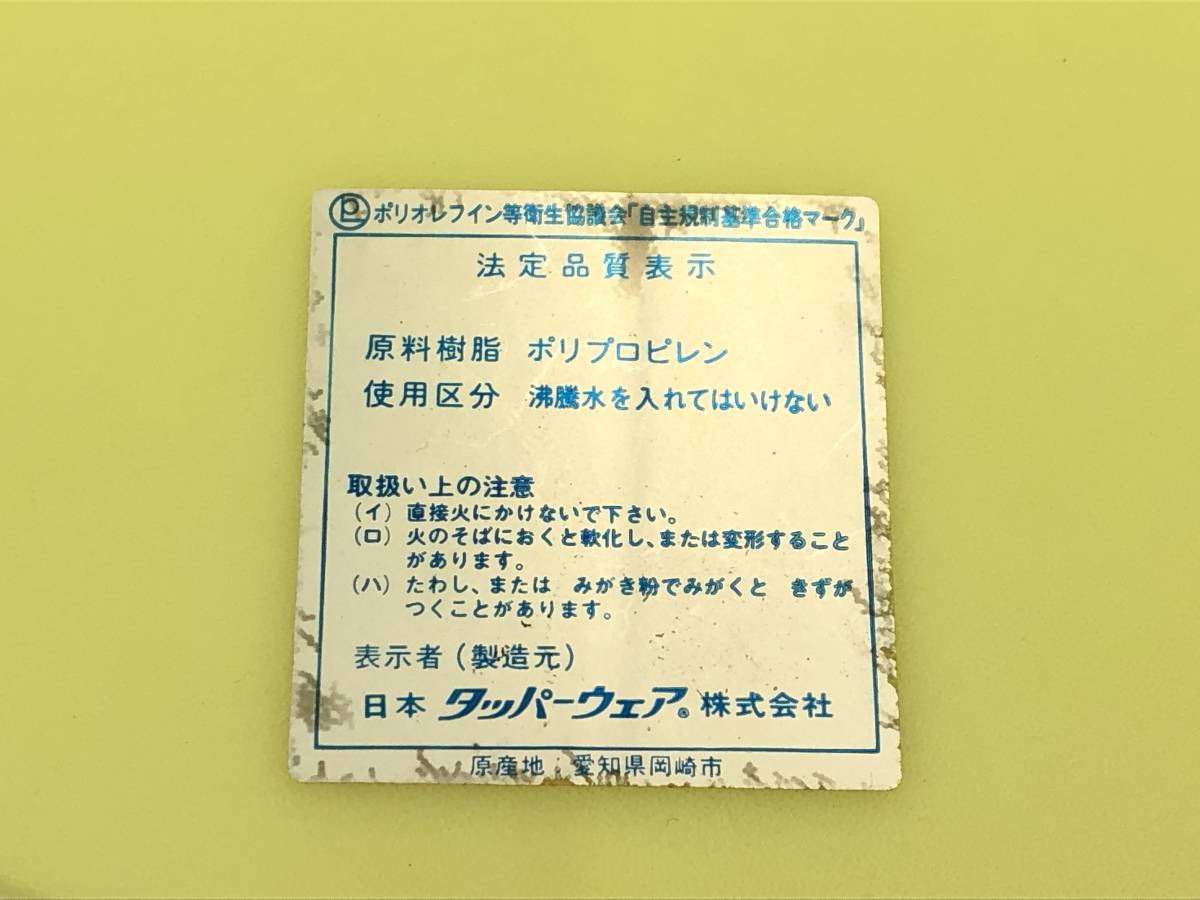 ポリオレフイン等衛生協議会「自主規制基準合格マーク」
法定品質表示
原料樹脂 ポリプロピレン
使用区分 沸騰水を入れてはいけない
取扱い上の注意
(イ) 直接火にかけないで下さい。
(ロ) 火のそばにおくと軟化し、または変形すること
があります。
(ハ) たわし、または みがき粉でみがくと きずが
つくことがあります。
表示者(製造元)
日本 タッパーウェア® 株式会社
原産地:愛知県岡崎市